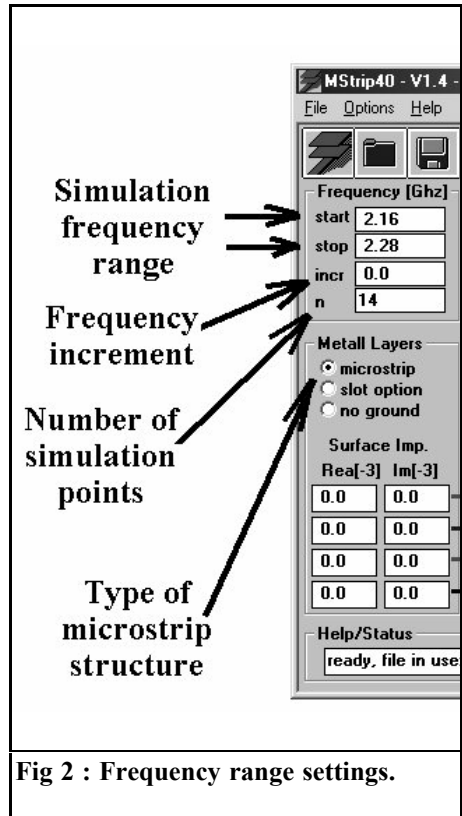 MStrip40 - V1.4 -
File Options Help
Frequency [Ghz]
Simulation
frequency
range
start 2.16
stop 2.28
incr 0.0
n 14
Frequency
increment
Number of
simulation
points
Metall Layers
microstrip
slot option
no ground
Surface Imp.
Rea[-3] Im[-3]
0.0 0.0
0.0 0.0
0.0 0.0
0.0 0.0
Type of
microstrip
structure
Help/Status
ready, file in use:
Fig 2 : Frequency range settings.